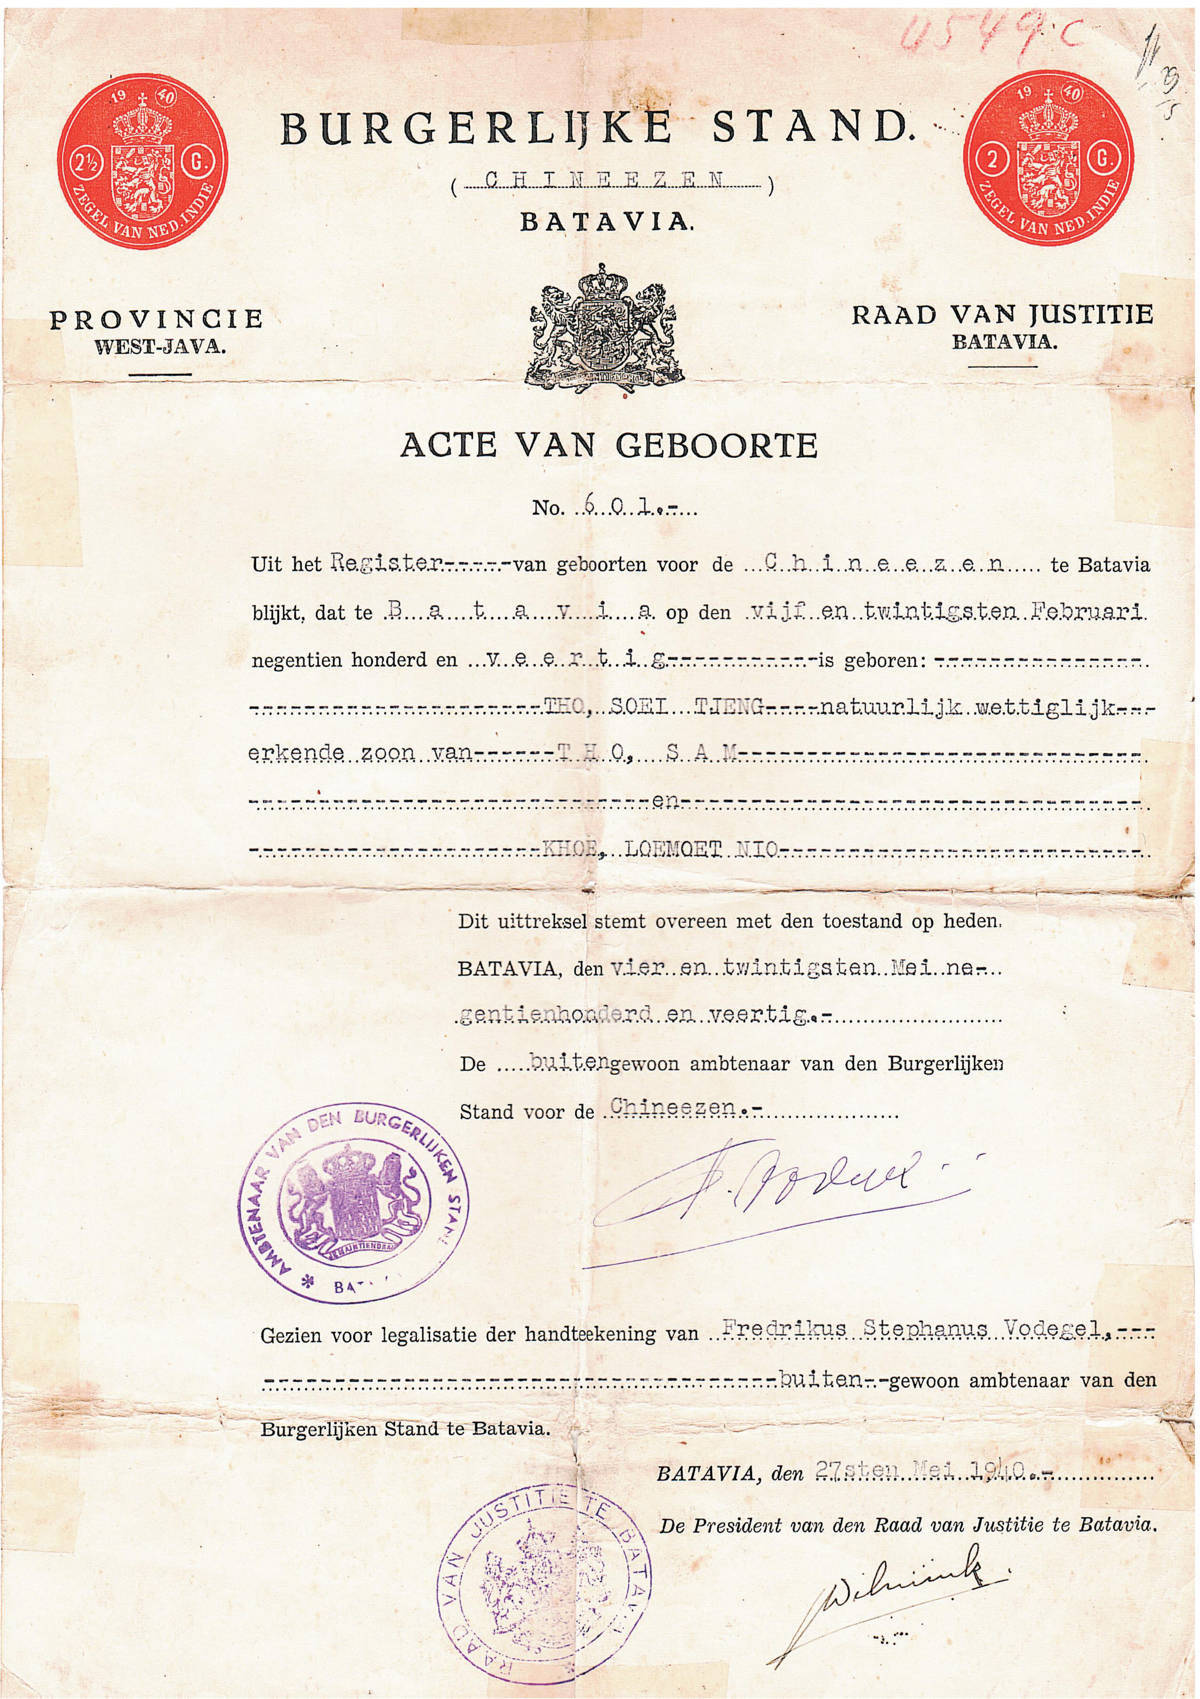 4549 c
19 40
2½ G.
ZEGEL VAN NED. INDIE
BURGERLIJKE STAND.
( CHINEEZEN )
BATAVIA.
19 40
2 G.
ZEGEL VAN NED. INDIE
PROVINCIE
WEST-JAVA.
RAAD VAN JUSTITIE
BATAVIA.
ACTE VAN GEBOORTE
No. 601.-
Uit het Register------van geboorten voor de Chineezen te Batavia
blijkt, dat te Batavia op den vijf en twintigsten Februari
negentien honderd en veertig------------is geboren: ----------------
----------------------THO, SOEI TJENG----natuurlijk wettiglijk---
erkende zoon van------THO, SAM------------------------------
------------------------------en-----------------------------------
----------------------KHOE, LOEMOET NIO----------------------------
Dit uittreksel stemt overeen met den toestand op heden.
BATAVIA, den vier en twintigsten Mei ne-
gentienhonderd en veertig.-
De buitengewoon ambtenaar van den Burgerlijken
Stand voor de Chineezen.-
AMBTENAAR VAN DEN BURGERLIJKEN STAND
Gezien voor legalisatie der handteekening van Fredrikus Stephanus Vodegel,---
--------------------------------------buiten--gewoon ambtenaar van den
Burgerlijken Stand te Batavia.
BATAVIA, den 27sten Mei 1940.-
De President van den Raad van Justitie te Batavia.
RAAD VAN JUSTITIE TE BATAVIA